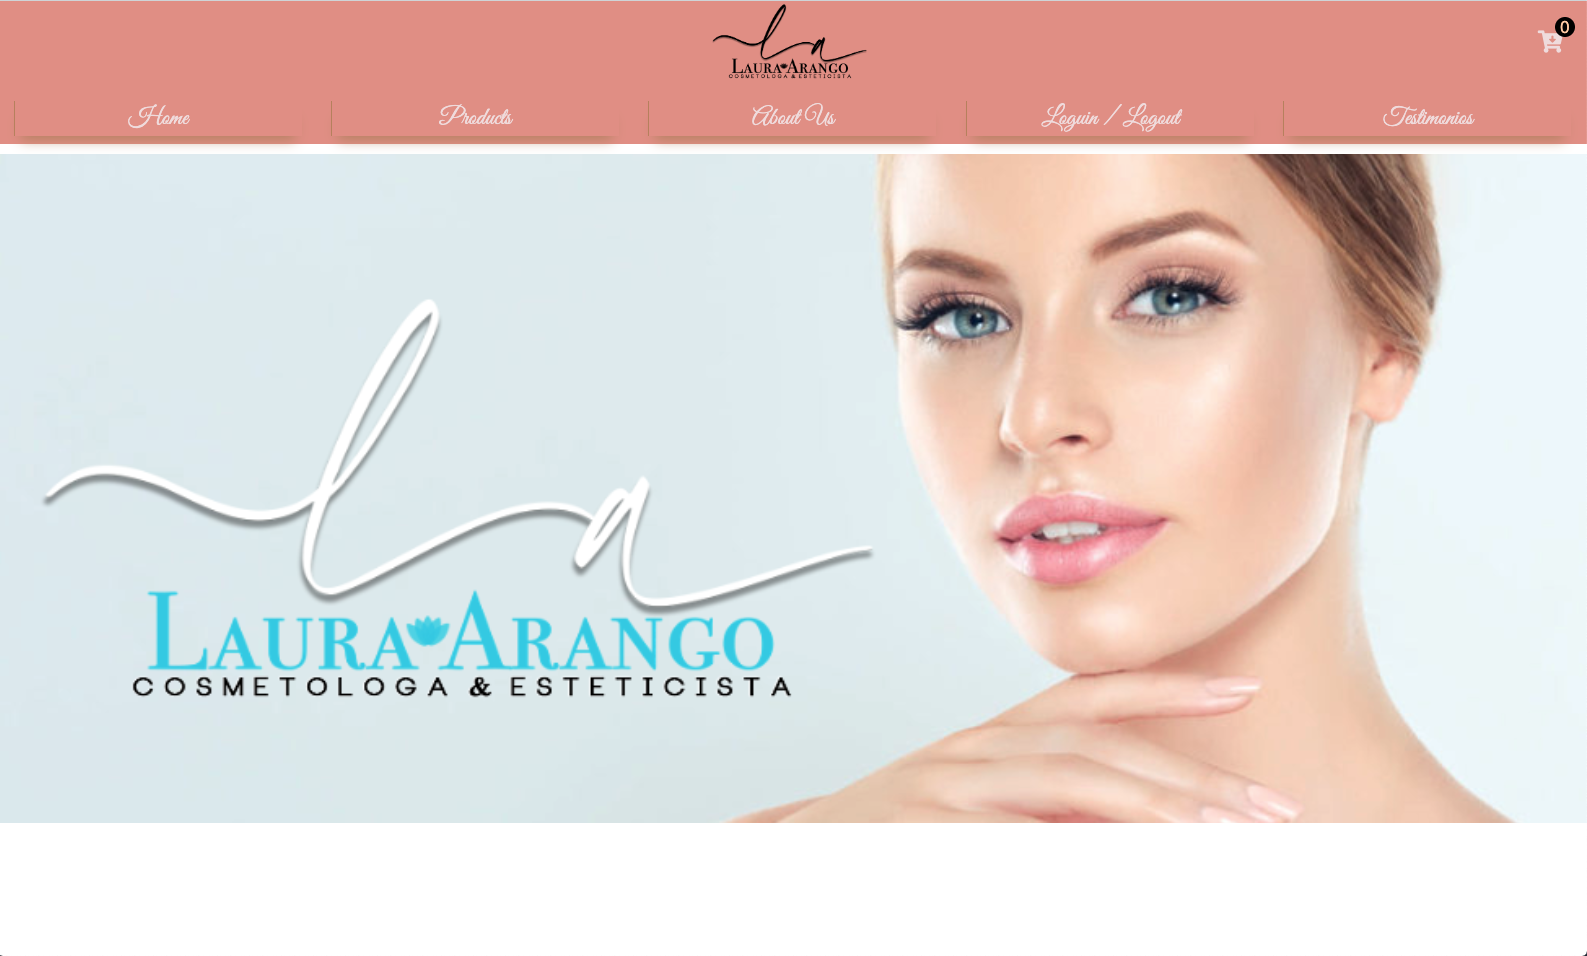 la
LAURA ARANGO
COSMETOLOGA & ESTETICISTA
0
Home
Products
About Us
Loguin / Logout
Testimonios
la
LAURA ARANGO
COSMETOLOGA & ESTETICISTA